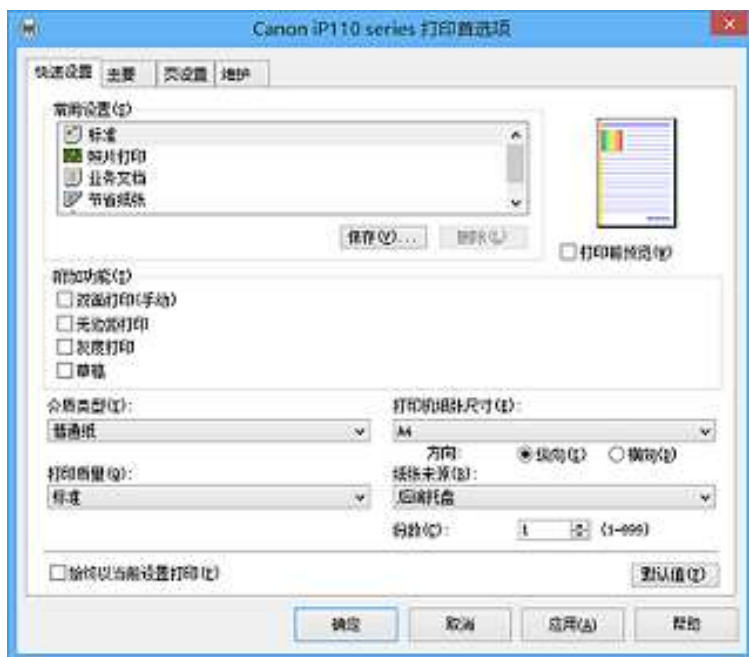 Canon iP110 series 打印首选项
快速设置 主要 页设置 维护
常用设置(S)
标准
照片打印
业务文档
节省纸张
保存(V)... 删除(L)
打印前预览(W)
附加功能(I)
双面打印(手动)
无边距打印
灰度打印
草稿
介质类型(Y): 打印机纸张尺寸(E):
普通纸 A4
方向: 纵向(I) 横向(D)
打印质量(Q): 纸张来源(B):
标准 后端托盘
份数(C): 1 (1-999)
始终以当前设置打印(E) 默认值(Z)
确定 取消 应用(A) 帮助